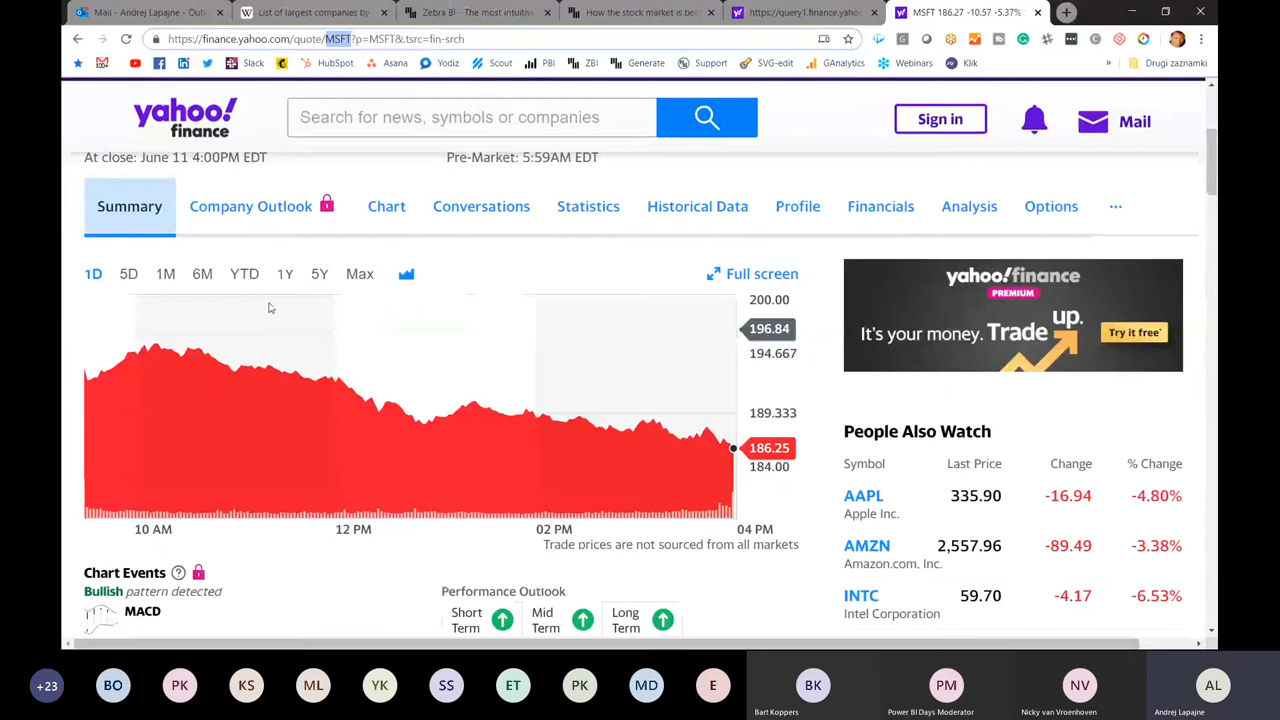 Mail - Andrej Lapajne - Outl
List of largest companies by
Zebra BI – The most intuitive
How the stock market is bei
https://query1.finance.yahoo
MSFT 186.27 -10.57 -5.37%
https://finance.yahoo.com/quote/MSFT?p=MSFT&.tsrc=fin-srch
100+
Slack
HubSpot
Asana
Yodiz
Scout
PBI
ZBI
Generate
Support
SVG-edit
GAnalytics
Webinars
Klik
»
Drugi zaznamki
yahoo!
finance
Search for news, symbols or companies
Sign in
Mail
At close: June 11 4:00PM EDT
Pre-Market: 5:59AM EDT
Summary
Company Outlook
Chart
Conversations
Statistics
Historical Data
Profile
Financials
Analysis
Options
...
1D 5D 1M 6M YTD 1Y 5Y Max
Full screen
200.00
196.84
194.667
189.333
186.25
184.00
10 AM
12 PM
02 PM
04 PM
Trade prices are not sourced from all markets
yahoo!finance
PREMIUM
It's your money. Trade up.
Try it free*
People Also Watch
Symbol Last Price Change % Change
AAPL 335.90 -16.94 -4.80%
Apple Inc.
AMZN 2,557.96 -89.49 -3.38%
Amazon.com, Inc.
INTC 59.70 -4.17 -6.53%
Intel Corporation
Chart Events ?
Bullish pattern detected
MACD
Performance Outlook
Short
Term
Mid
Term
Long
Term
+23
BO
PK
KS
ML
YK
SS
ET
PK
MD
E
BK
Bart Koppers
PM
Power BI Days Moderator
NV
Nicky van Vroenhoven
AL
Andrej Lapajne